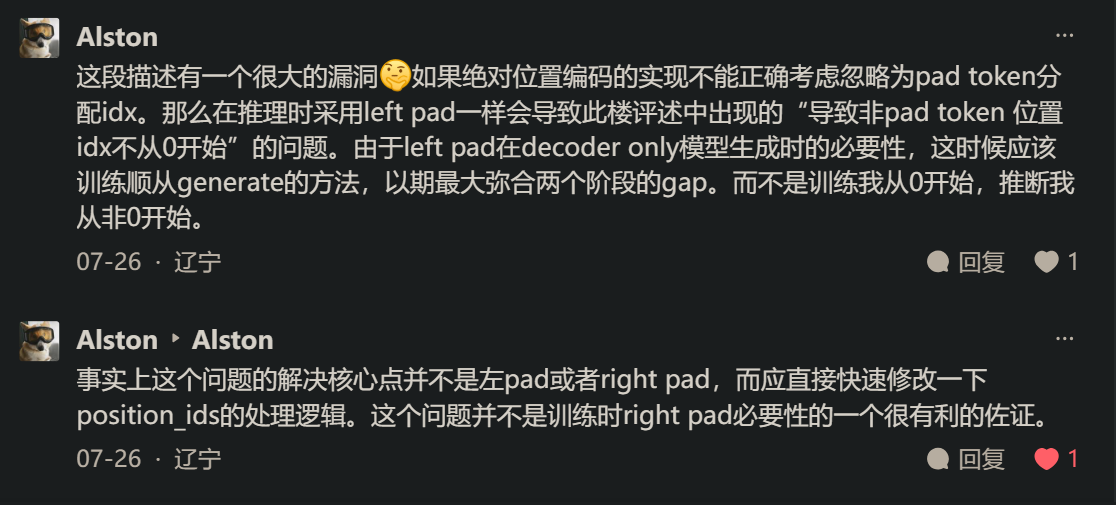 Alston
...
这段描述有一个很大的漏洞🤔如果绝对位置编码的实现不能正确考虑忽略为pad token分
配idx。那么在推理时采用left pad一样会导致此楼评述中出现的“导致非pad token 位置
idx不从0开始”的问题。由于left pad在decoder only模型生成时的必要性，这时候应该
训练顺从generate的方法，以期最大弥合两个阶段的gap。而不是训练我从0开始，推断我
从非0开始。
07-26 · 辽宁 回复 1
Alston ▸ Alston
...
事实上这个问题的解决核心点并不是左pad或者right pad，而应直接快速修改一下
position_ids的处理逻辑。这个问题并不是训练时right pad必要性的一个很有利的佐证。
07-26 · 辽宁 回复 1